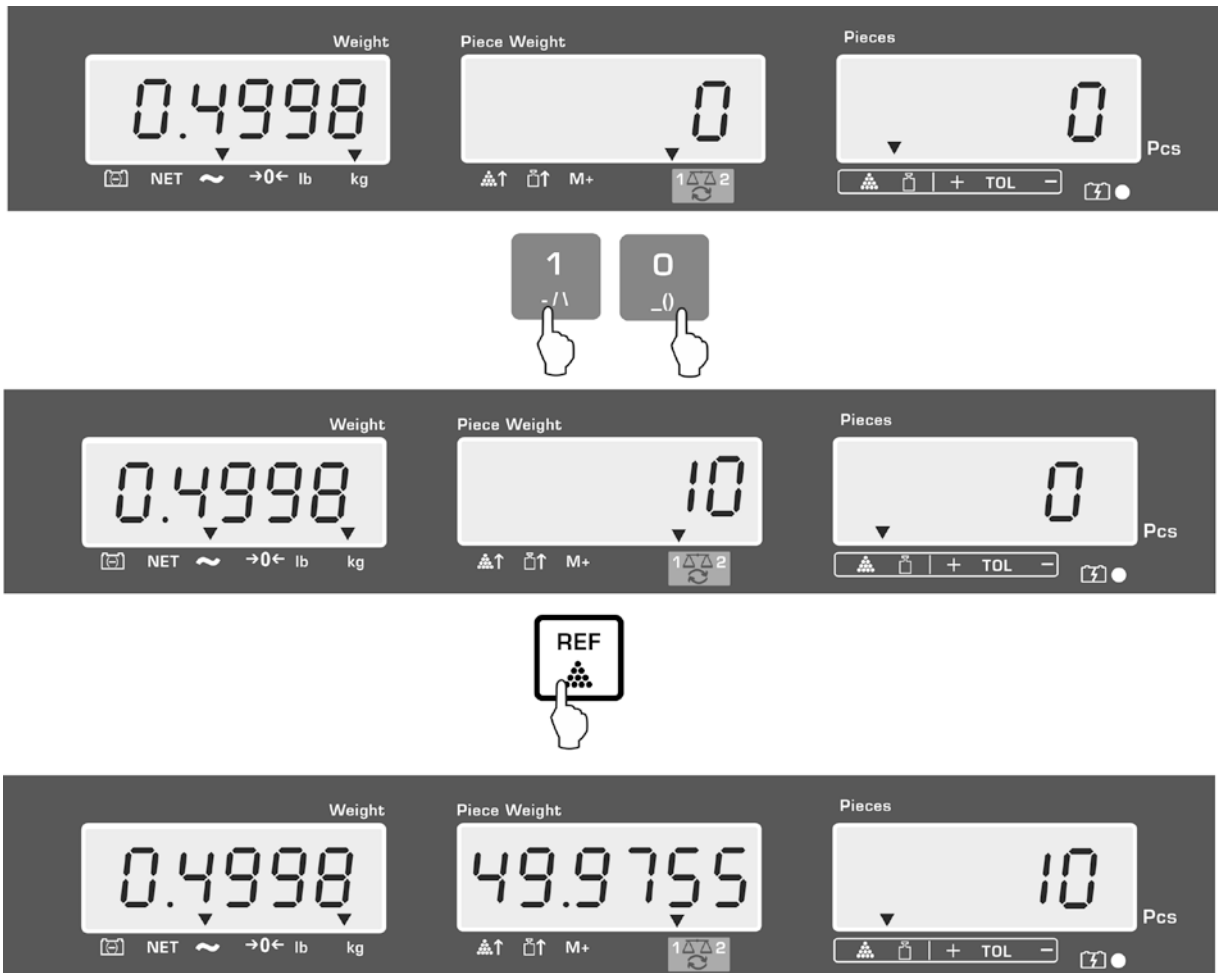 Weight Piece Weight Pieces
0.4998 0 0
Pcs
NET ~ →0← lb kg M+ 1 2 + TOL −
1 0
- / \ _()
Weight Piece Weight Pieces
0.4998 10 0
Pcs
NET ~ →0← lb kg M+ 1 2 + TOL −
REF
Weight Piece Weight Pieces
0.4998 49.9755 10
Pcs
NET ~ →0← lb kg M+ 1 2 + TOL −